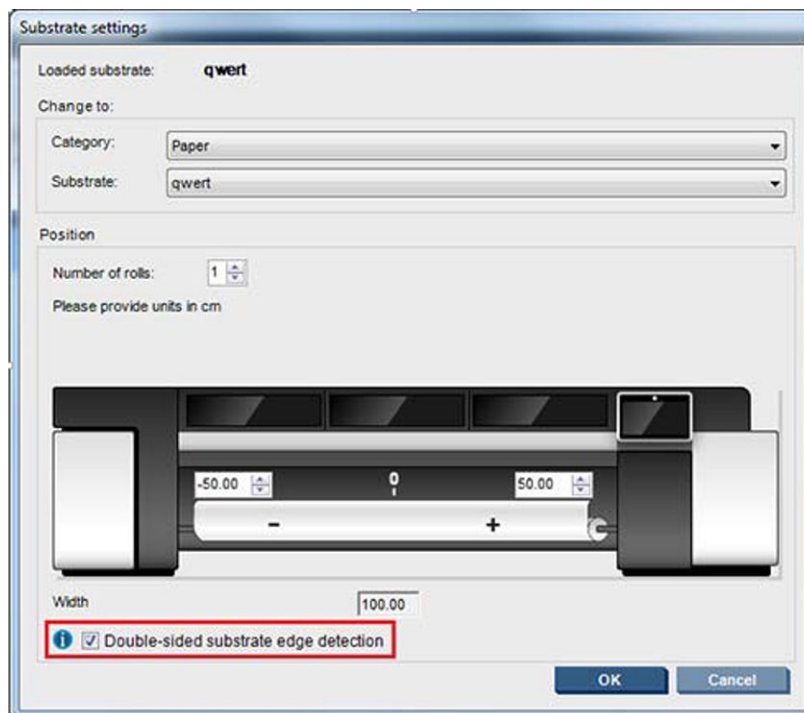 Substrate settings
Loaded substrate: qwert
Change to:
Category: Paper
Substrate: qwert
Position
Number of rolls: 1
Please provide units in cm
-50.00 0 50.00
- +
Width 100.00
Double-sided substrate edge detection
OK Cancel